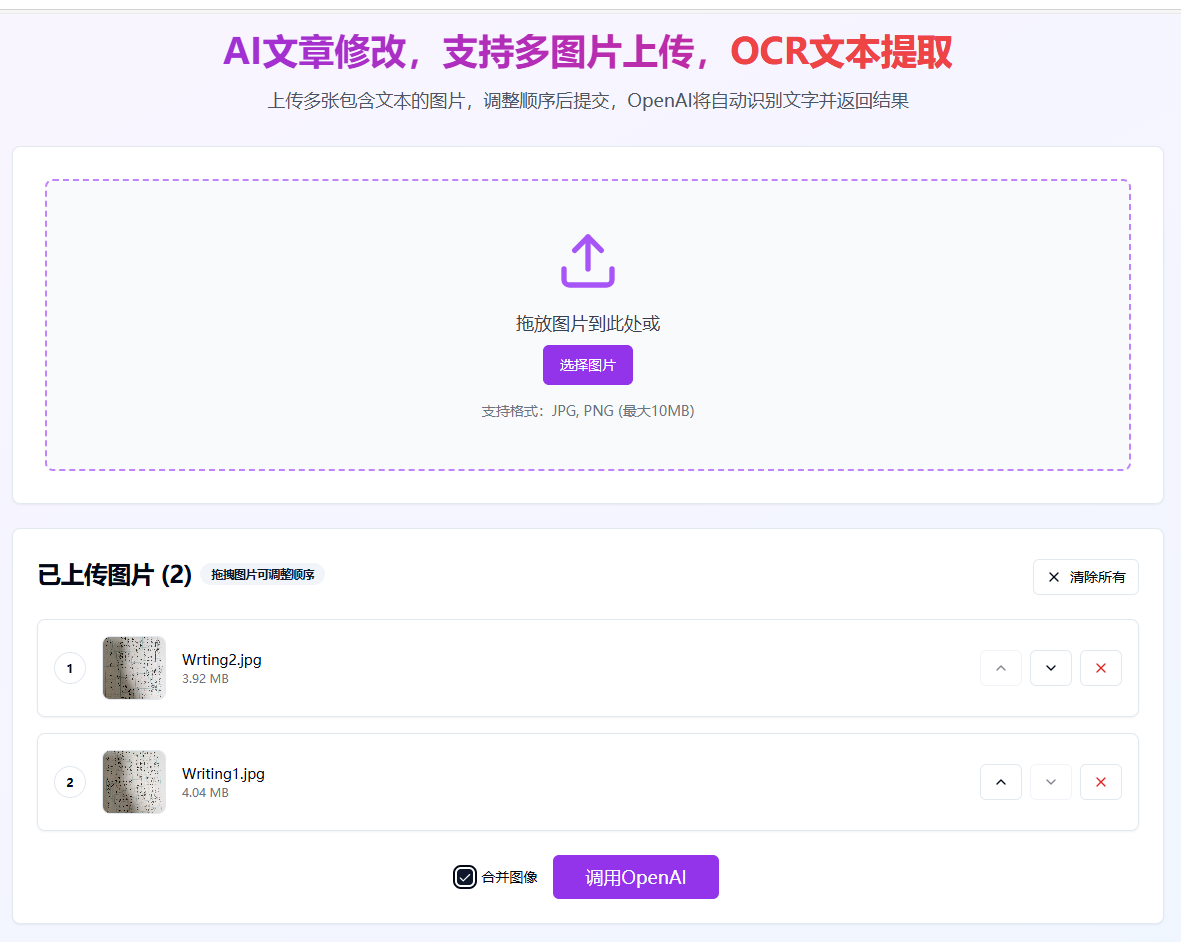 AI文章修改，支持多图片上传，OCR文本提取
上传多张包含文本的图片，调整顺序后提交，OpenAI将自动识别文字并返回结果
拖放图片到此处或
选择图片
支持格式：JPG, PNG (最大10MB)
已上传图片 (2) 拖拽图片可调整顺序
清除所有
1
Wrting2.jpg
3.92 MB
2
Writing1.jpg
4.04 MB
合并图像
调用OpenAI